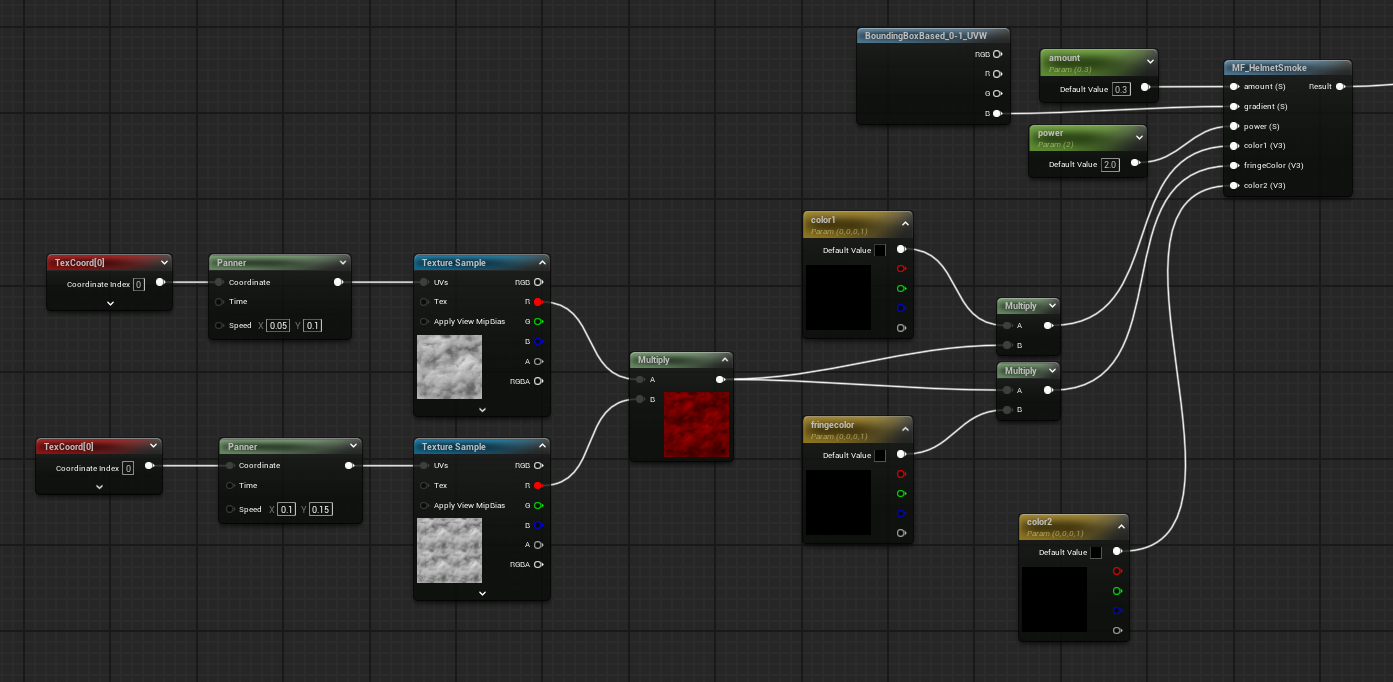 BoundingBoxBased_0-1_UVW
RGB
R
G
B
amount
Param (0.3)
Default Value 0.3
power
Param (2)
Default Value 2.0
MF_HelmetSmoke
amount (S) Result
gradient (S)
power (S)
color1 (V3)
fringeColor (V3)
color2 (V3)
TexCoord[0]
Coordinate Index 0
Panner
Coordinate
Time
Speed X 0.05 Y 0.1
Texture Sample
UVs RGB
Tex R
Apply View MipBias G
B
A
RGBA
TexCoord[0]
Coordinate Index 0
Panner
Coordinate
Time
Speed X 0.1 Y 0.15
Texture Sample
UVs RGB
Tex R
Apply View MipBias G
B
A
RGBA
Multiply
A
B
color1
Param (0,0,0,1)
Default Value
Multiply
A
B
Multiply
A
B
fringecolor
Param (0,0,0,1)
Default Value
color2
Param (0,0,0,1)
Default Value